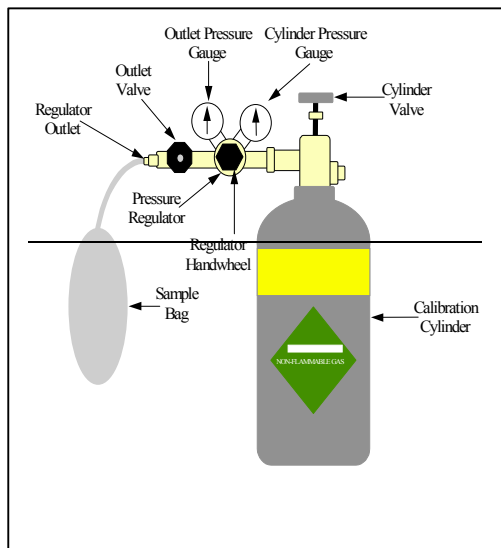 Outlet Pressure
Gauge
Cylinder Pressure
Gauge
Outlet
Valve
Cylinder
Valve
Regulator
Outlet
Pressure
Regulator
Regulator
Handwheel
Sample
Bag
Calibration
Cylinder
NON-FLAMMABLE GAS